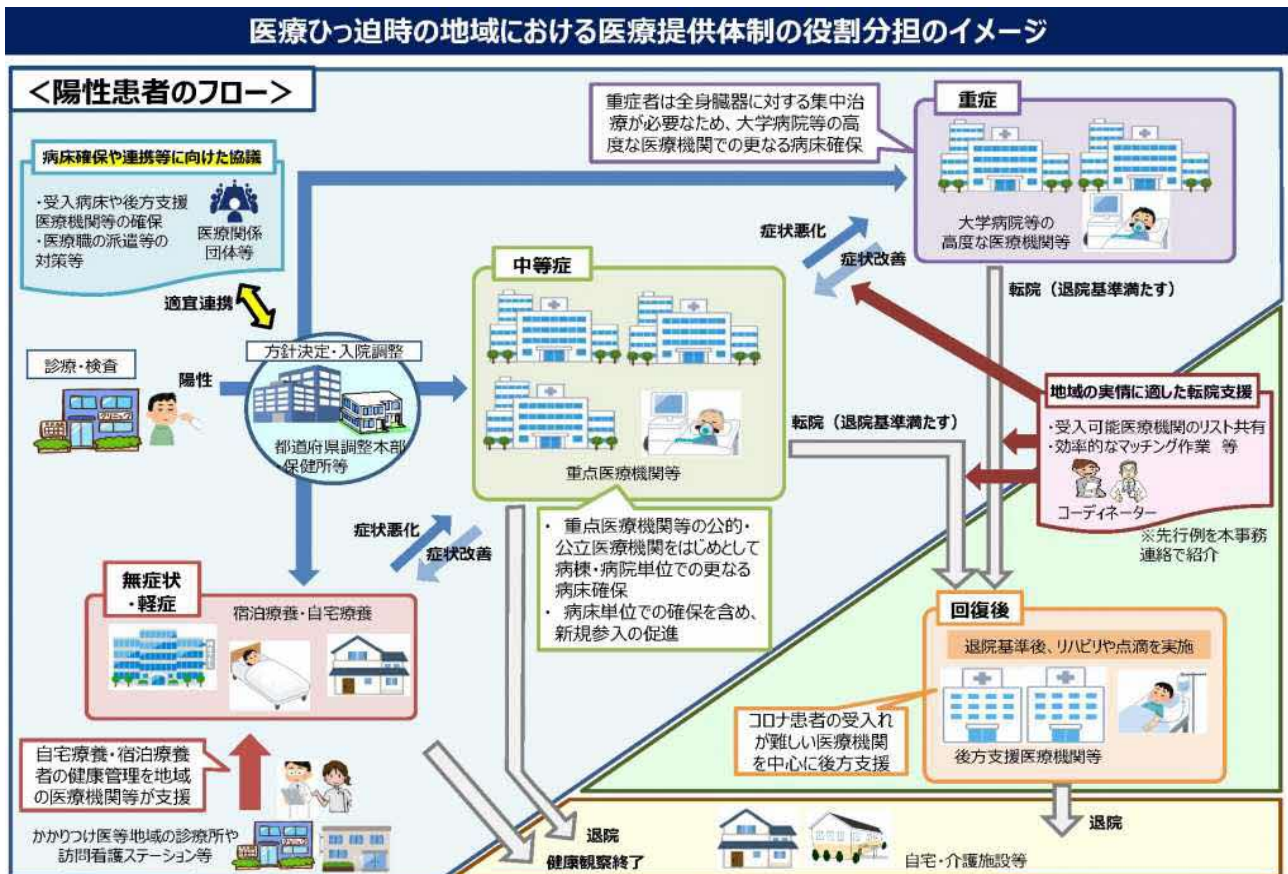 医療ひっ迫時の地域における医療提供体制の役割分担のイメージ
＜陽性患者のフロー＞
病床確保や連携等に向けた協議
・受入病床や後方支援
医療機関等の確保
・医療職の派遣等の
対策等
医療関係
団体等
適宜連携
重症者は全身臓器に対する集中治
療が必要なため、大学病院等の高
度な医療機関での更なる病床確保
重症
大学病院等の
高度な医療機関等
症状悪化
症状改善
転院（退院基準満たす）
中等症
重点医療機関等
診療・検査
陽性
方針決定・入院調整
都道府県調整本部
・保健所等
転院（退院基準満たす）
地域の実情に適した転院支援
・受入可能医療機関のリスト共有
・効率的なマッチング作業 等
コーディネーター
※先行例を本事務
連絡で紹介
症状悪化
症状改善
・ 重点医療機関等の公的・
公立医療機関をはじめとして
病棟・病院単位での更なる
病床確保
・ 病床単位での確保を含め、
新規参入の促進
無症状
・軽症
宿泊療養・自宅療養
回復後
退院基準後、リハビリや点滴を実施
後方支援医療機関等
コロナ患者の受入れ
が難しい医療機関
を中心に後方支援
自宅療養・宿泊療養
者の健康管理を地域
の医療機関等が支援
かかりつけ医等地域の診療所や
訪問看護ステーション等
退院
健康観察終了
退院
自宅・介護施設等